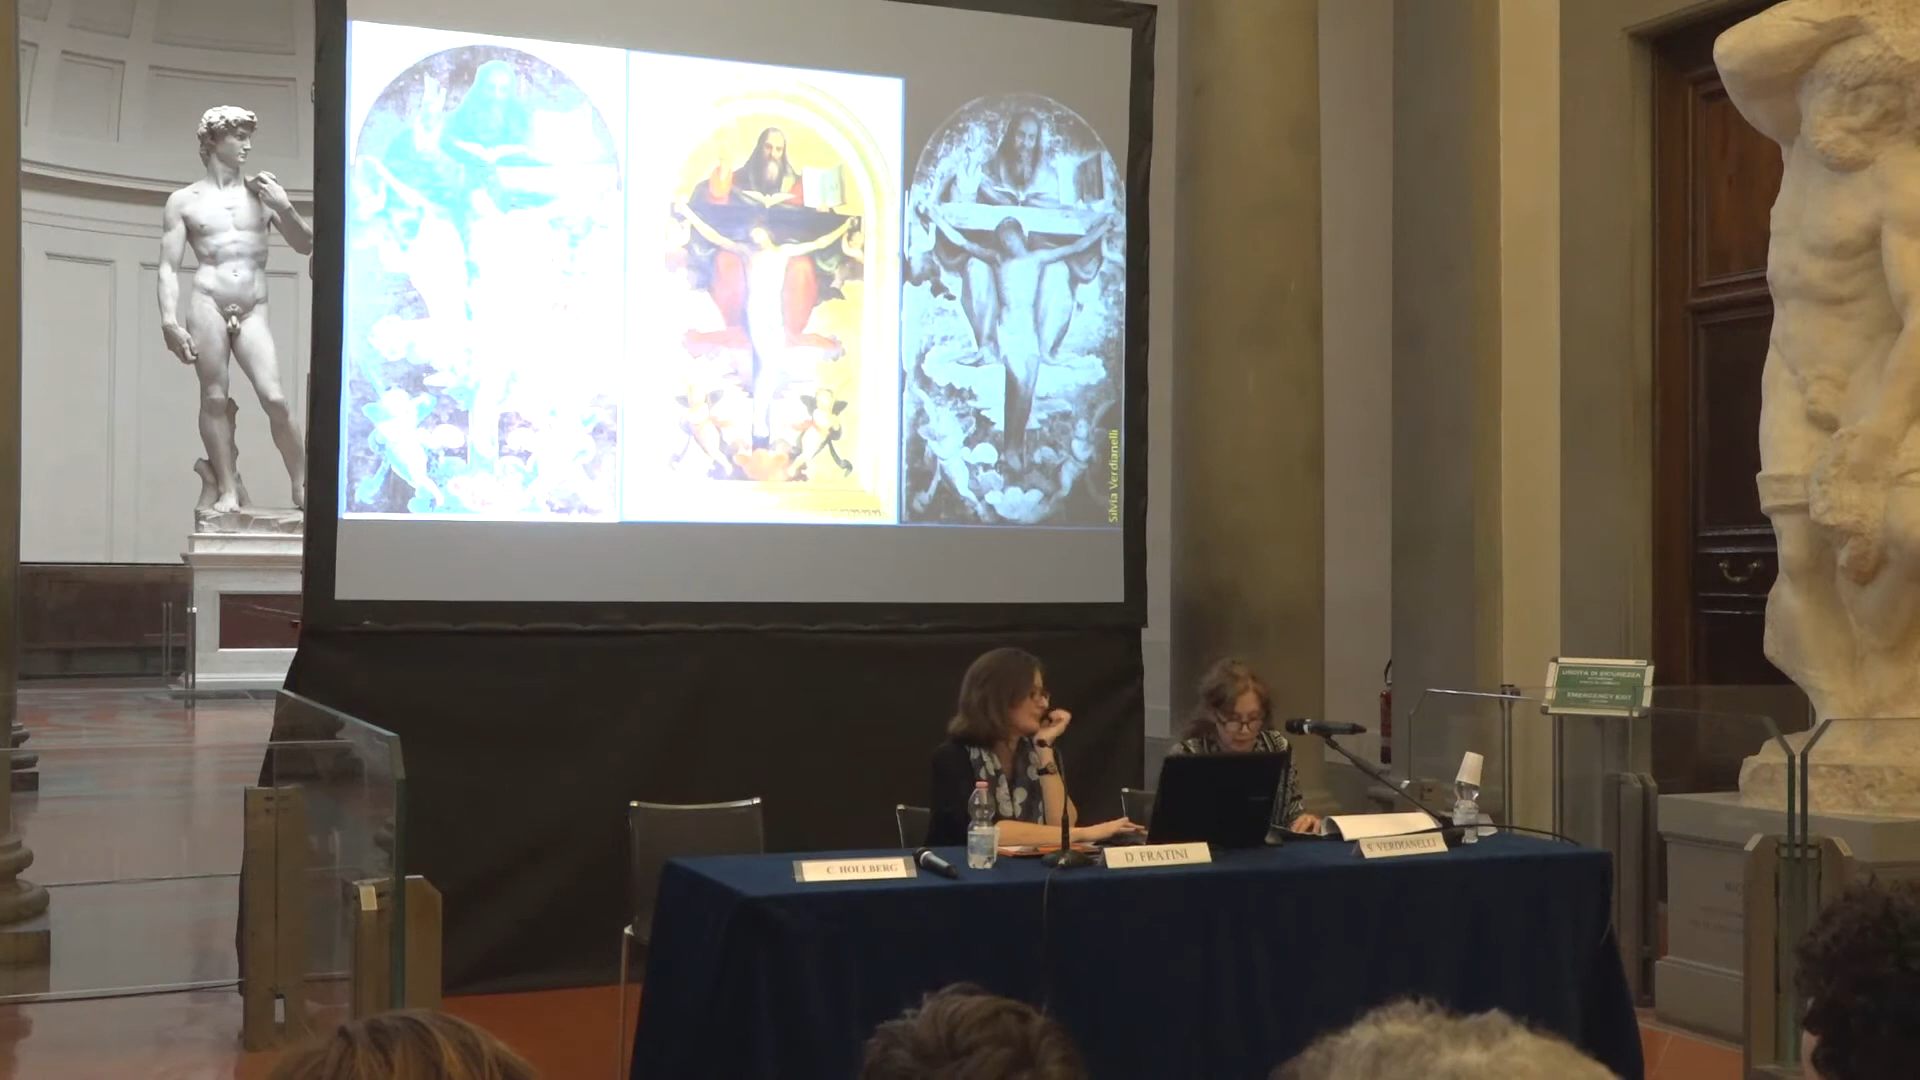 Silvia Verdianelli
USCITA DI SICUREZZA
EMERGENCY EXIT
C. HOLLBERG
D. FRATINI
S. VERDIANELLI